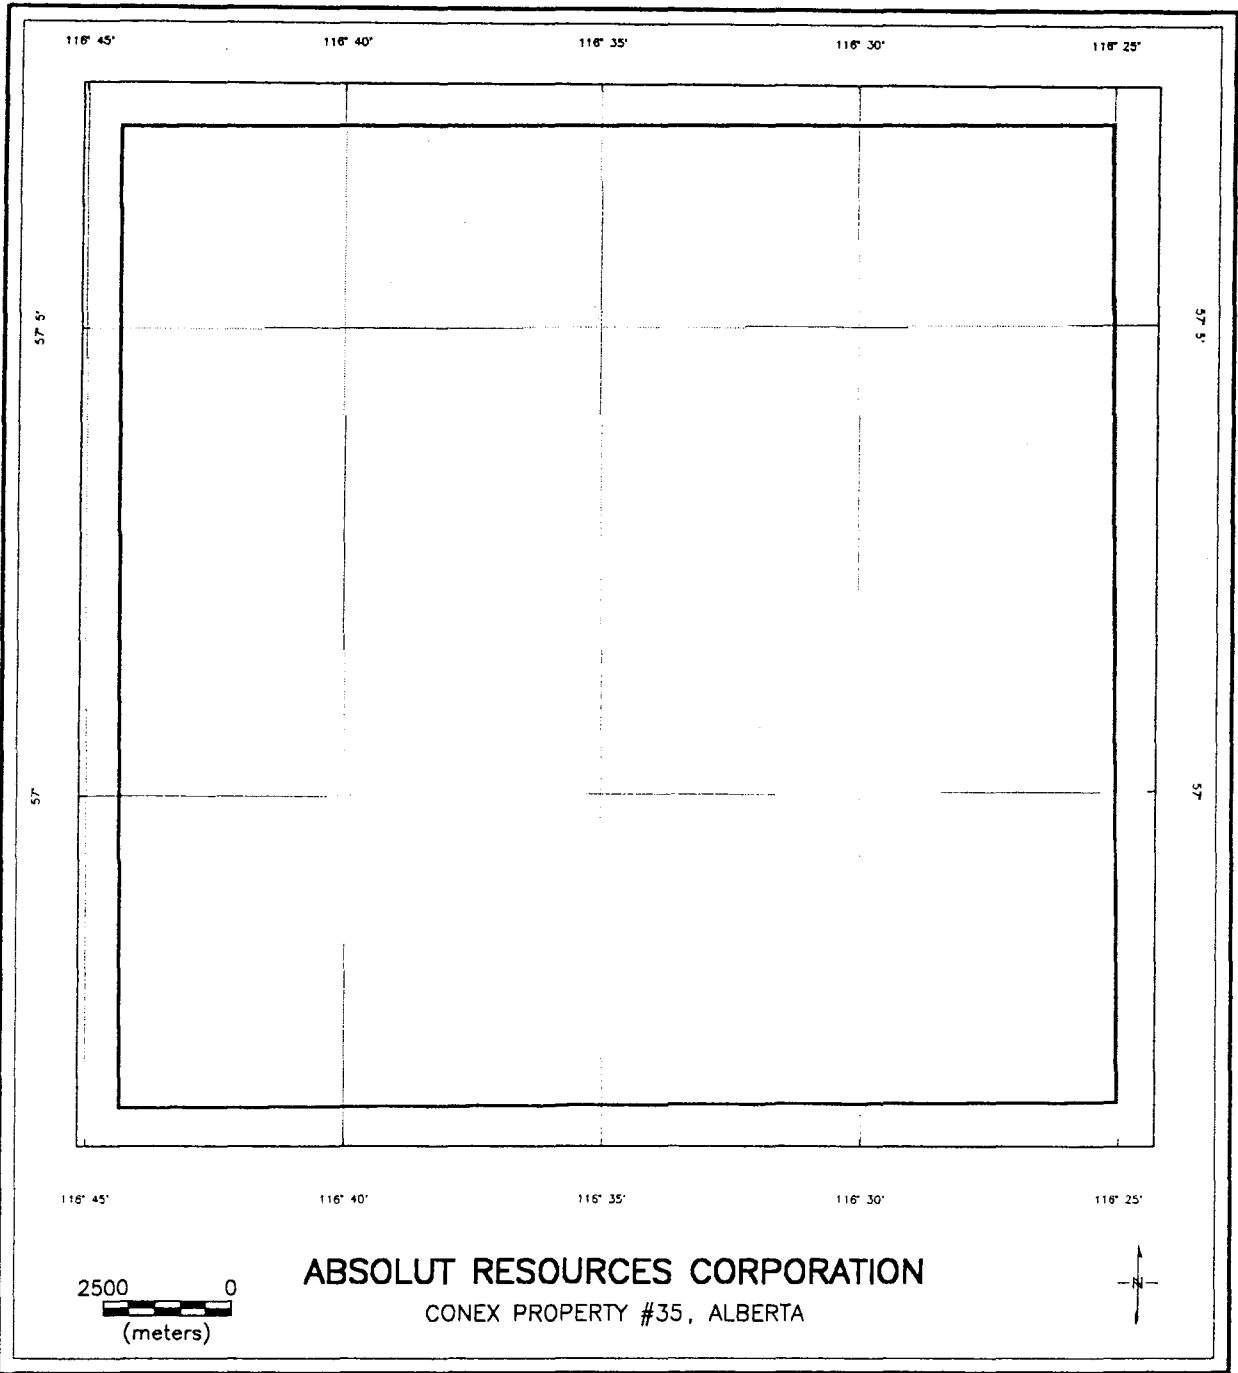 116° 45' 116° 40' 116° 35' 116° 30' 116° 25'
57° 5' 57° 5'
57° 57°
116° 45' 116° 40' 116° 35' 116° 30' 116° 25'
ABSOLUT RESOURCES CORPORATION
2500 0
N
CONEX PROPERTY #35, ALBERTA
(meters)